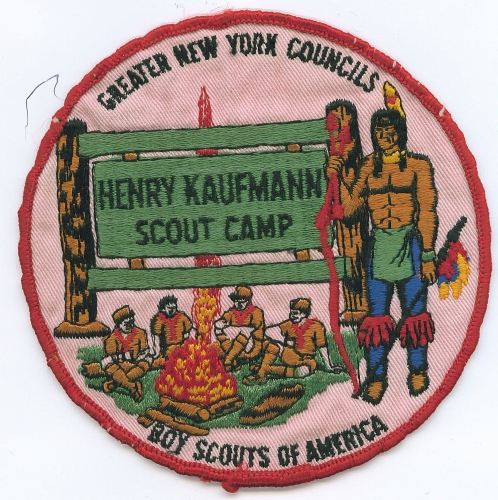 GREATER NEW YORK COUNCILS
HENRY KAUFMANN
SCOUT CAMP
BOY SCOUTS OF AMERICA